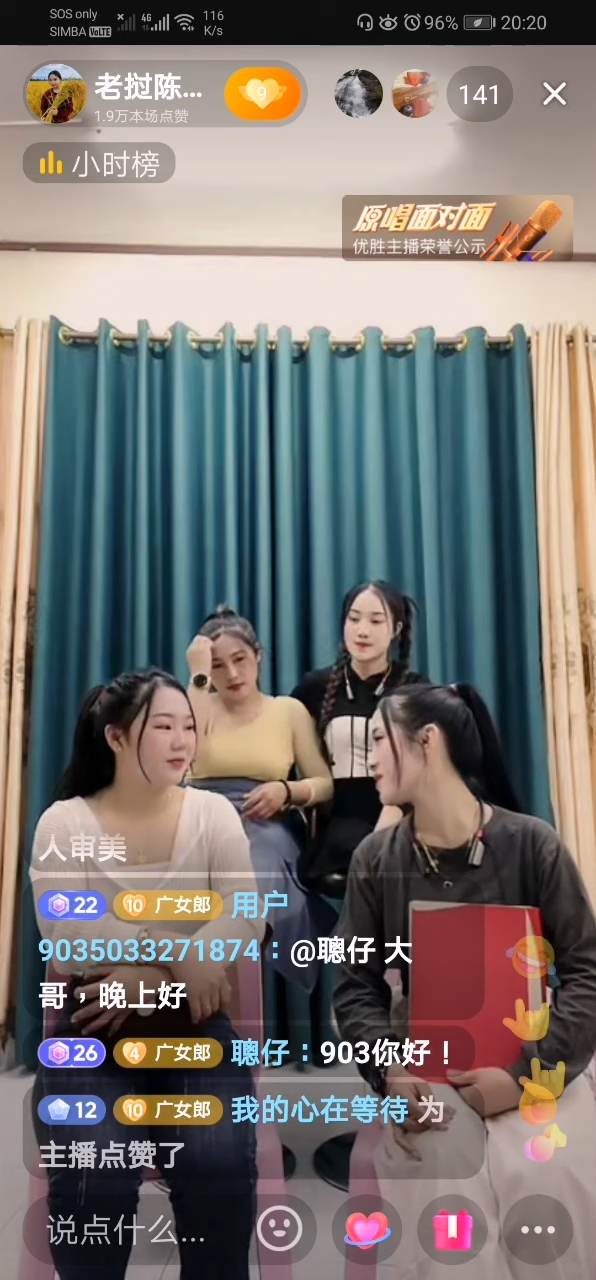 SOS only
SIMBA VoLTE
4G
116
K/s
96%
20:20
老挝陈...
1.9万本场点赞
9
141
小时榜
原唱面对面
优胜主播荣誉公示
人审美
22 10 广女郎 用户
9035033271874：@聰仔 大
哥，晚上好
26 4 广女郎 聰仔：903你好！
12 10 广女郎 我的心在等待 为
主播点赞了
说点什么...